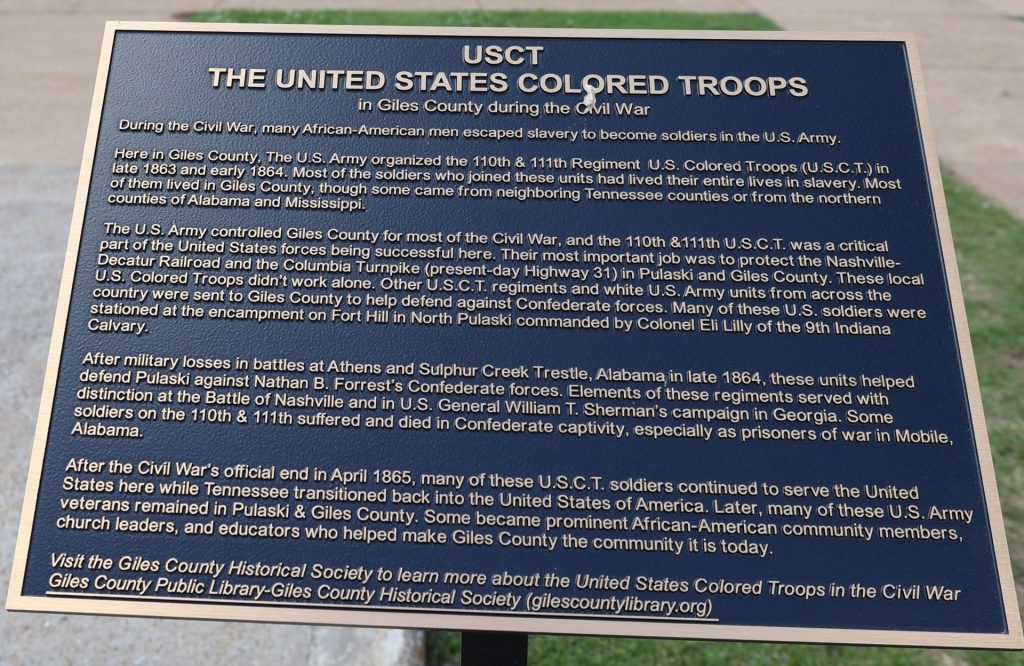 USCT
THE UNITED STATES COLORED TROOPS
in Giles County during the Civil War
During the Civil War, many African-American men escaped slavery to become soldiers in the U.S. Army.
Here in Giles County, The U.S. Army organized the 110th & 111th Regiment U.S. Colored Troops (U.S.C.T.) in
late 1863 and early 1864. Most of the soldiers who joined these units had lived their entire lives in slavery. Most
of them lived in Giles County, though some came from neighboring Tennessee counties or from the northern
counties of Alabama and Mississippi.
The U.S. Army controlled Giles County for most of the Civil War, and the 110th &111th U.S.C.T. was a critical
part of the United States forces being successful here. Their most important job was to protect the Nashville-
Decatur Railroad and the Columbia Turnpike (present-day Highway 31) in Pulaski and Giles County. These local
U.S. Colored Troops didn't work alone. Other U.S.C.T. regiments and white U.S. Army units from across the
country were sent to Giles County to help defend against Confederate forces. Many of these U.S. soldiers were
stationed at the encampment on Fort Hill in North Pulaski commanded by Colonel Eli Lilly of the 9th Indiana
Calvary.
After military losses in battles at Athens and Sulphur Creek Trestle, Alabama in late 1864, these units helped
defend Pulaski against Nathan B. Forrest's Confederate forces. Elements of these regiments served with
distinction at the Battle of Nashville and in U.S. General William T. Sherman's campaign in Georgia. Some
soldiers on the 110th & 111th suffered and died in Confederate captivity, especially as prisoners of war in Mobile,
Alabama.
After the Civil War's official end in April 1865, many of these U.S.C.T. soldiers continued to serve the United
States here while Tennessee transitioned back into the United States of America. Later, many of these U.S. Army
veterans remained in Pulaski & Giles County. Some became prominent African-American community members,
church leaders, and educators who helped make Giles County the community it is today.
Visit the Giles County Historical Society to learn more about the United States Colored Troops in the Civil War
Giles County Public Library-Giles County Historical Society (gilescountylibrary.org)